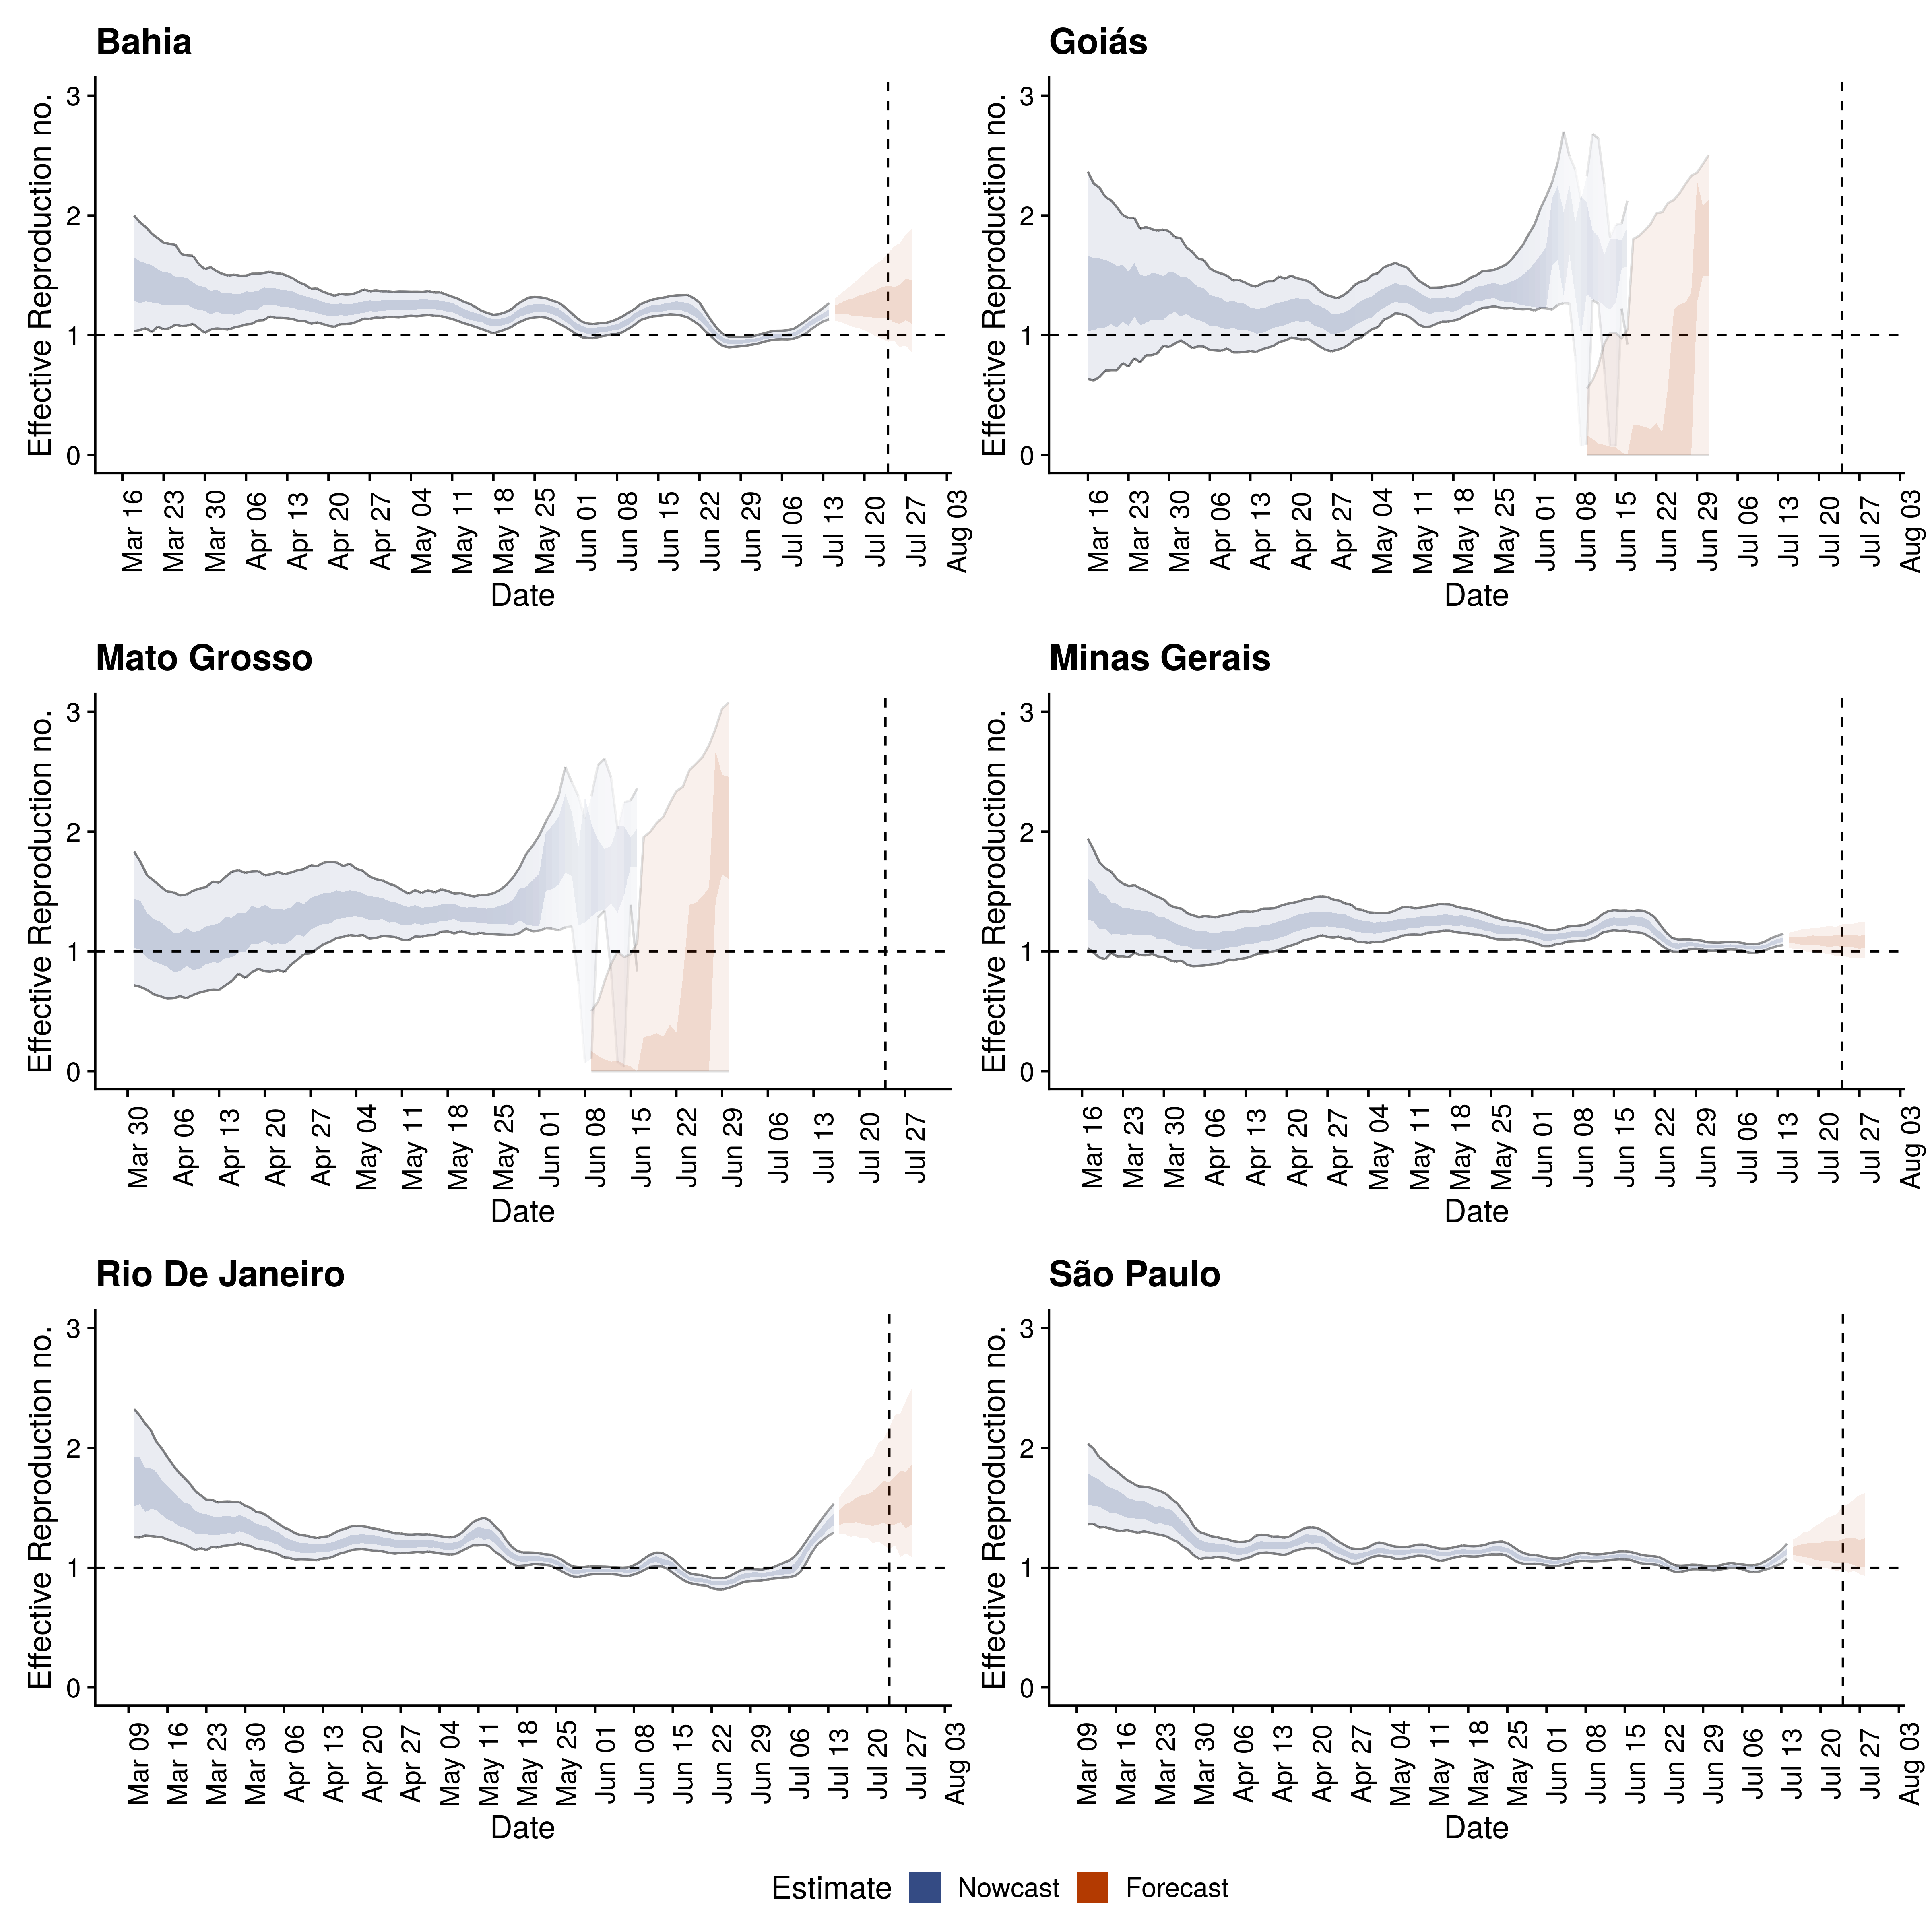 Bahia
Effective Reproduction no.
3
2
1
0
Mar 16 Mar 23 Mar 30 Apr 06 Apr 13 Apr 20 Apr 27 May 04 May 11 May 18 May 25 Jun 01 Jun 08 Jun 15 Jun 22 Jun 29 Jul 06 Jul 13 Jul 20 Jul 27 Aug 03
Date
Goiás
Effective Reproduction no.
3
2
1
0
Mar 16 Mar 23 Mar 30 Apr 06 Apr 13 Apr 20 Apr 27 May 04 May 11 May 18 May 25 Jun 01 Jun 08 Jun 15 Jun 22 Jun 29 Jul 06 Jul 13 Jul 20 Jul 27 Aug 03
Date
Mato Grosso
Effective Reproduction no.
3
2
1
0
Mar 30 Apr 06 Apr 13 Apr 20 Apr 27 May 04 May 11 May 18 May 25 Jun 01 Jun 08 Jun 15 Jun 22 Jun 29 Jul 06 Jul 13 Jul 20 Jul 27
Date
Minas Gerais
Effective Reproduction no.
3
2
1
0
Mar 16 Mar 23 Mar 30 Apr 06 Apr 13 Apr 20 Apr 27 May 04 May 11 May 18 May 25 Jun 01 Jun 08 Jun 15 Jun 22 Jun 29 Jul 06 Jul 13 Jul 20 Jul 27 Aug 03
Date
Rio De Janeiro
Effective Reproduction no.
3
2
1
0
Mar 09 Mar 16 Mar 23 Mar 30 Apr 06 Apr 13 Apr 20 Apr 27 May 04 May 11 May 18 May 25 Jun 01 Jun 08 Jun 15 Jun 22 Jun 29 Jul 06 Jul 13 Jul 20 Jul 27 Aug 03
Date
São Paulo
Effective Reproduction no.
3
2
1
0
Mar 09 Mar 16 Mar 23 Mar 30 Apr 06 Apr 13 Apr 20 Apr 27 May 04 May 11 May 18 May 25 Jun 01 Jun 08 Jun 15 Jun 22 Jun 29 Jul 06 Jul 13 Jul 20 Jul 27 Aug 03
Date
Estimate Nowcast Forecast